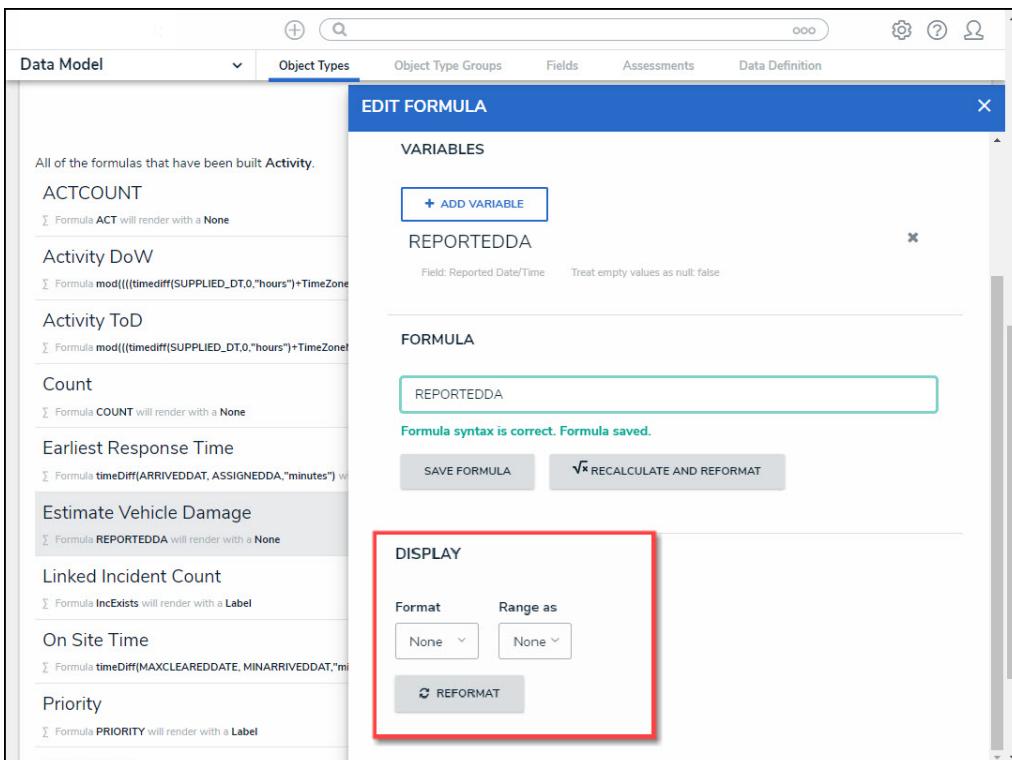 Data Model
Object Types
Object Type Groups
Fields
Assessments
Data Definition
EDIT FORMULA
All of the formulas that have been built Activity.
ACTCOUNT
∑ Formula ACT will render with a None
Activity DoW
∑ Formula mod((((timediff(SUPPLIED_DT,0,"hours")+TimeZone
Activity ToD
∑ Formula mod(((timediff(SUPPLIED_DT,0,"hours")+TimeZone
Count
∑ Formula COUNT will render with a None
Earliest Response Time
∑ Formula timeDiff(ARRIVEDDAT, ASSIGNEDDA,"minutes") w
Estimate Vehicle Damage
∑ Formula REPORTEDDA will render with a None
Linked Incident Count
∑ Formula IncExists will render with a Label
On Site Time
∑ Formula timeDiff(MAXCLEAREDDATE, MINARRIVEDDAT,"mi
Priority
∑ Formula PRIORITY will render with a Label
VARIABLES
+ ADD VARIABLE
REPORTEDDA
Field: Reported Date/Time Treat empty values as null: false
FORMULA
REPORTEDDA
Formula syntax is correct. Formula saved.
SAVE FORMULA
√x RECALCULATE AND REFORMAT
DISPLAY
Format Range as
None None
REFORMAT